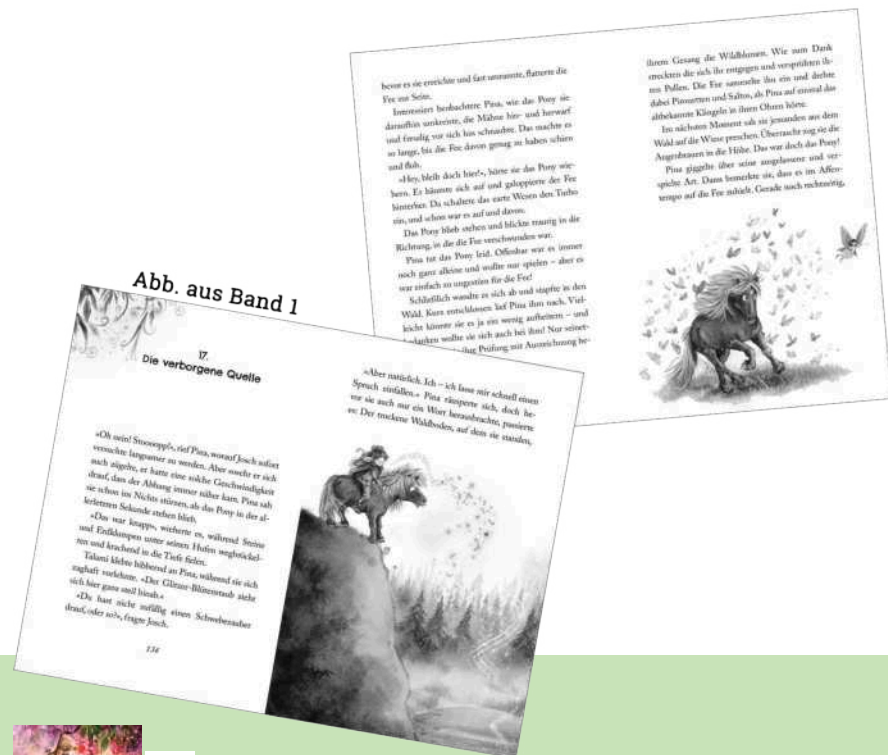 bevor es sie erreichte und fast umrannte, flatterte die
Fee zur Seite.
Interessiert beobachtete Pina, wie das Pony sie
daraufhin umkreiste, die Mähne hin- und herwarf
und freudig vor sich hin schnaubte. Das machte es
so lange, bis die Fee davon genug zu haben schien
und floh.
»Hey, bleib doch hier!«, hörte sie das Pony wie-
hern. Es bäumte sich auf und galoppierte der Fee
hinterher. Da schaltete das zarte Wesen den Turbo
ein, und schon war es auf und davon.
Das Pony blieb stehen und blickte traurig in die
Richtung, in die die Fee verschwunden war.
Pina tat das Pony leid. Offenbar war es immer
noch ganz alleine und wollte nur spielen – aber es
war einfach zu ungestüm für die Fee!
Schließlich wandte es sich ab und stapfte in den
Wald. Kurz entschlossen lief Pina ihm nach. Viel-
leicht könnte sie es ja ein wenig aufheitern – und
wollte sie sich auch bei ihm! Nur seinet-
ihre Prüfung mit Auszeichnung be-
ihrem Gesang die Wildblumen. Wie zum Dank
streckten die sich ihr entgegen und versprühten ih-
ren Pollen. Die Fee sammelte ihn ein und drehte
dabei Pirouetten und Saltos, als Pina auf einmal das
altbekannte Klingeln in ihren Ohren hörte.
Im nächsten Moment sah sie jemanden aus dem
Wald auf die Wiese preschen. Überrascht zog sie die
Augenbrauen in die Höhe. Das war doch das Pony!
Pina giggelte über seine ausgelassene und ver-
spielte Art. Dann bemerkte sie, dass es im Affen-
tempo auf die Fee zuhielt. Gerade noch rechtzeitig,
Abb. aus Band 1
17.
Die verborgene Quelle
»Oh nein! Stooooopp!«, rief Pina, worauf Josch sofort
versuchte langsamer zu werden. Aber sosehr er sich
auch zügelte, er hatte eine solche Geschwindigkeit
drauf, dass der Abhang immer näher kam. Pina sah
sie schon ins Nichts stürzen, als das Pony in der al-
lerletzten Sekunde stehen blieb.
»Das war knapp«, wieherte es, während Steine
und Erdklumpen unter seinen Hufen wegbröckel-
ten und krachend in die Tiefe fielen.
Talami klebte bibbernd an Pina, während sie sich
zaghaft vorlehnte. »Der Glitzer-Blütenstaub zieht
sich hier ganz steil hinab.«
»Du hast nicht zufällig einen Schwebezauber
drauf, oder so?«, fragte Josch.
134
»Aber natürlich. Ich – ich lasse mir schnell einen
Spruch einfallen.« Pina räusperte sich, doch be-
vor sie auch nur ein Wort herausbrachte, passierte
es: Der trockene Waldboden, auf dem sie standen,